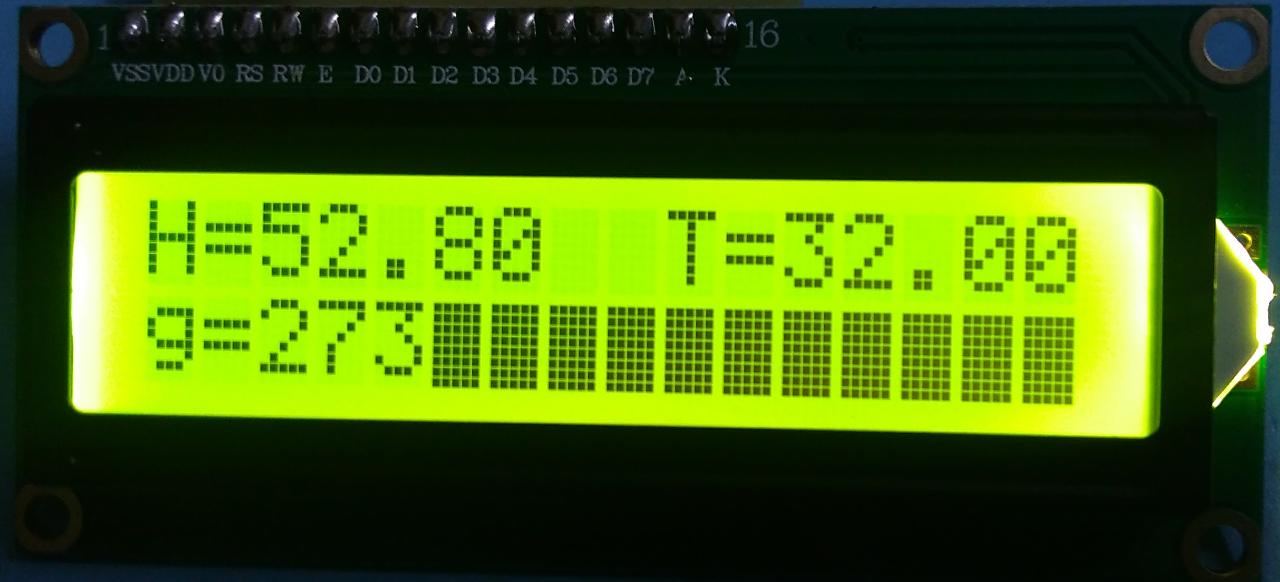 1 16
VSS VDD V0 RS RW E D0 D1 D2 D3 D4 D5 D6 D7 A K
H=52.80  T=32.00
g=273███████████